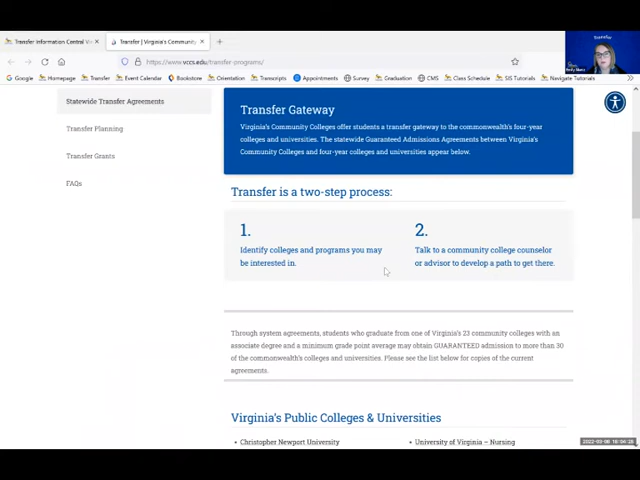 Transfer Information Central Vi
Transfer | Virginia's Communit
https://www.vccs.edu/transfer-programs/
Google
Homepage
Transfer
Event Calendar
Bookstore
Orientation
Transcripts
Appointments
Survey
Graduation
CMS
Class Schedule
SIS Tutorials
Navigate Tutorials
Statewide Transfer Agreements
Transfer Planning
Transfer Grants
FAQs
Transfer Gateway
Virginia's Community Colleges offer students a transfer gateway to the commonwealth's four-year
colleges and universities. The statewide Guaranteed Admissions Agreements between Virginia's
Community Colleges and four-year colleges and universities appear below.
Transfer is a two-step process:
1.
Identify colleges and programs you may
be interested in.
2.
Talk to a community college counselor
or advisor to develop a path to get there.
Through system agreements, students who graduate from one of Virginia's 23 community colleges with an
associate degree and a minimum grade point average may obtain GUARANTEED admission to more than 30
of the commonwealth's colleges and universities. Please see the list below for copies of the current
agreements.
Virginia's Public Colleges & Universities
• Christopher Newport University
• University of Virginia – Nursing